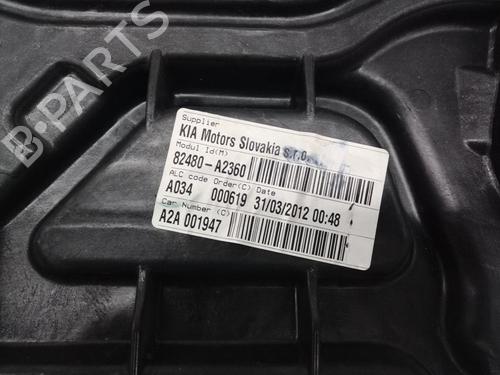 B-PARTS
Supplier
KIA Motors Slovakia s.r.o.
Modul Id(M)
82480-A2360
ALC code Order(C) Date
A034 000619 31/03/2012 00:48
Car Number (C)
A2A 001947